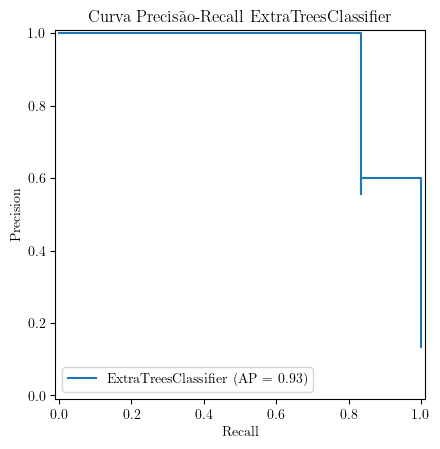 Curva Precisão-Recall ExtraTreesClassifier
1.0
0.8
0.6
0.4
0.2
0.0
Precision
ExtraTreesClassifier (AP = 0.93)
0.0 0.2 0.4 0.6 0.8 1.0
Recall